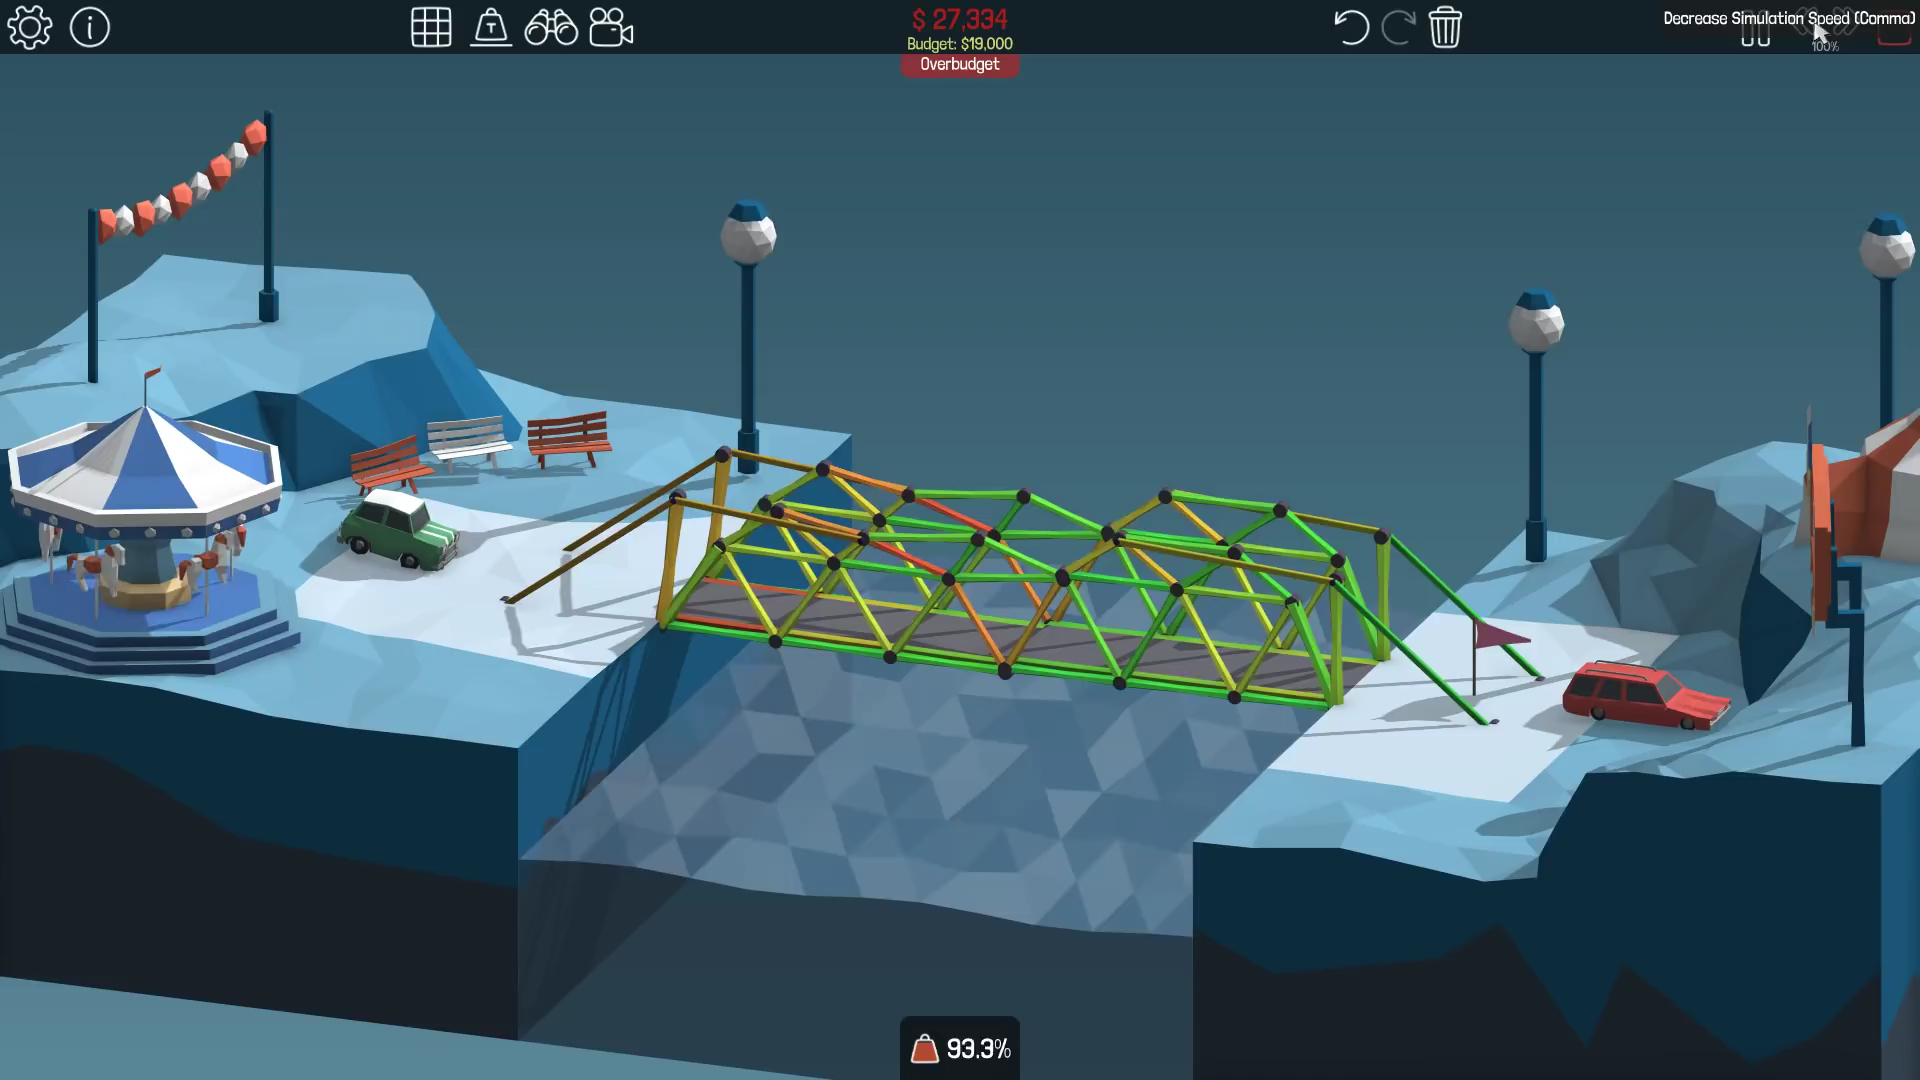 $ 27,334
Budget: $19,000
Overbudget
Decrease Simulation Speed (Comma)
100%
93.3%